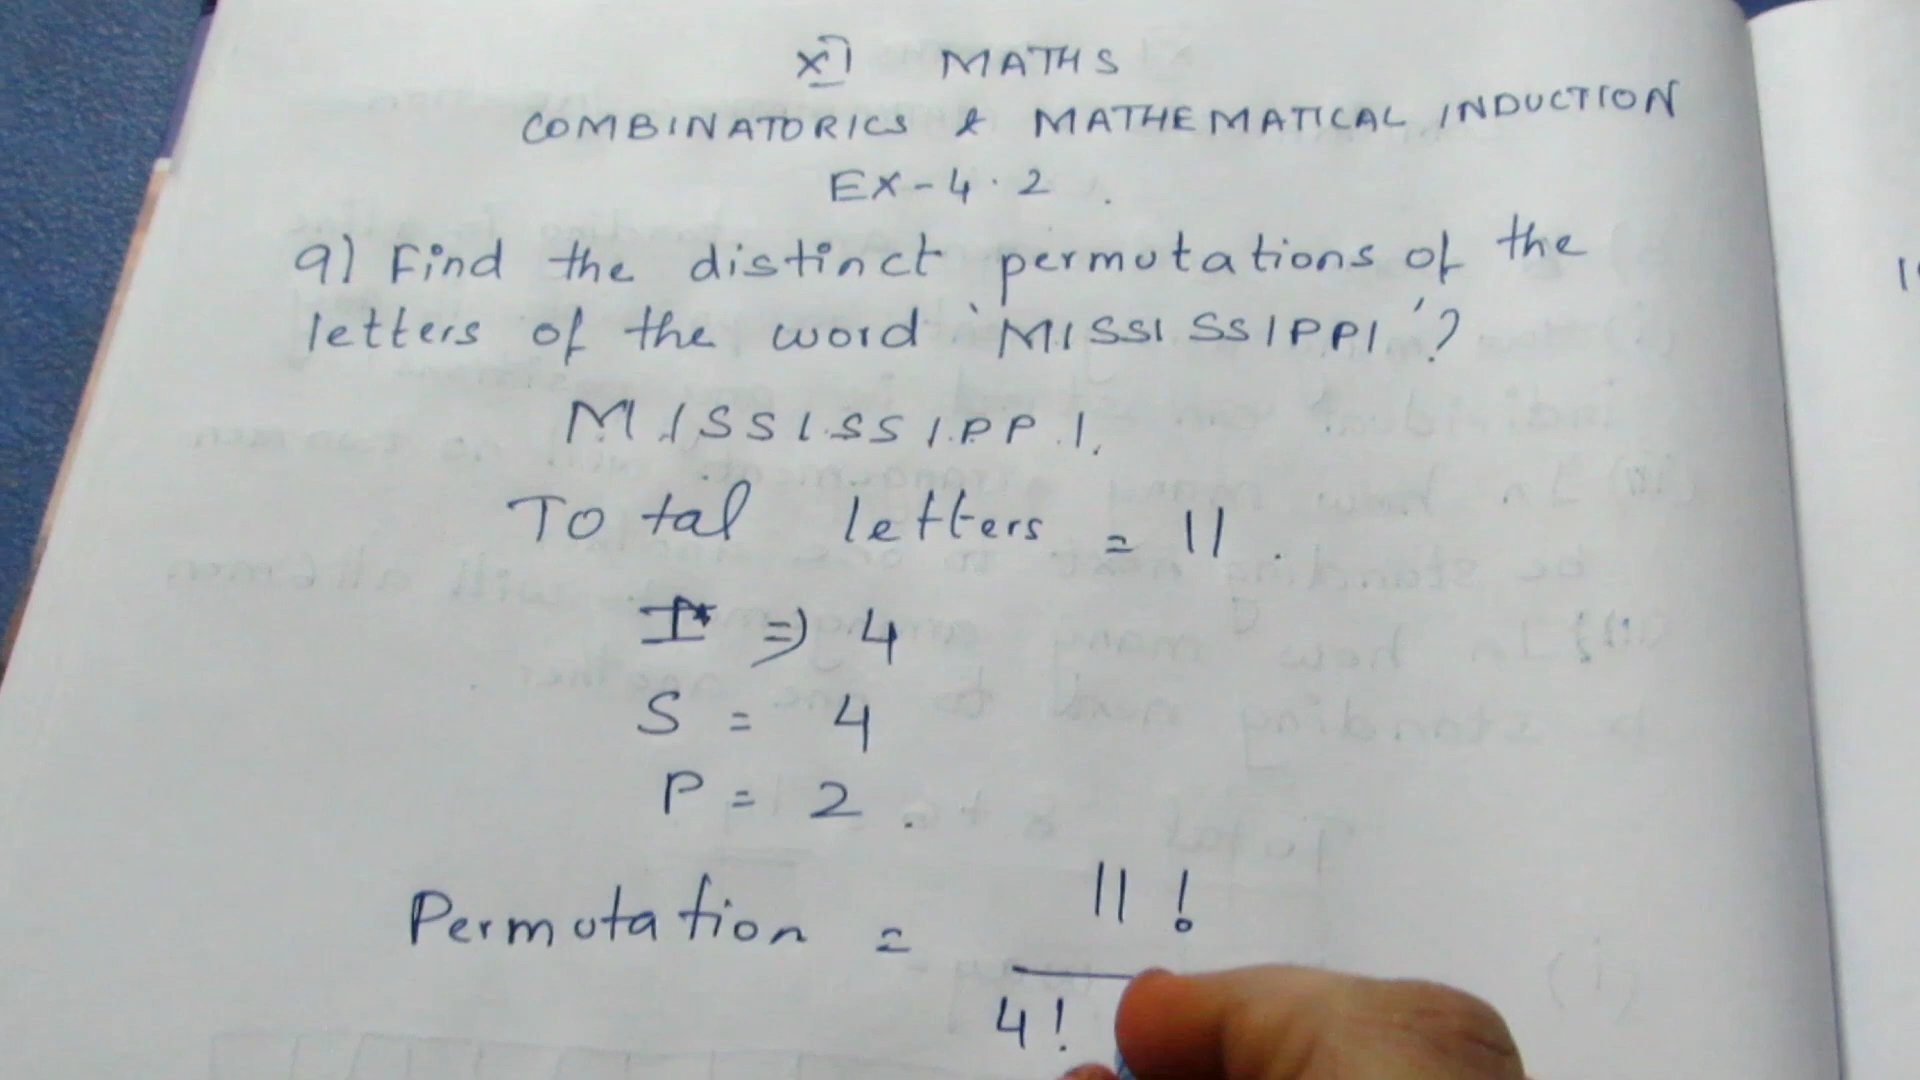 XI MATHS
COMBINATORICS & MATHEMATICAL INDUCTION
EX-4.2.
9) Find the distinct permutations of the
letters of the word 'MISSISSIPPI'?
MISSISSIPPI.
Total letters = 11.
I => 4
S = 4
P = 2.
Permutation = 11!
4!